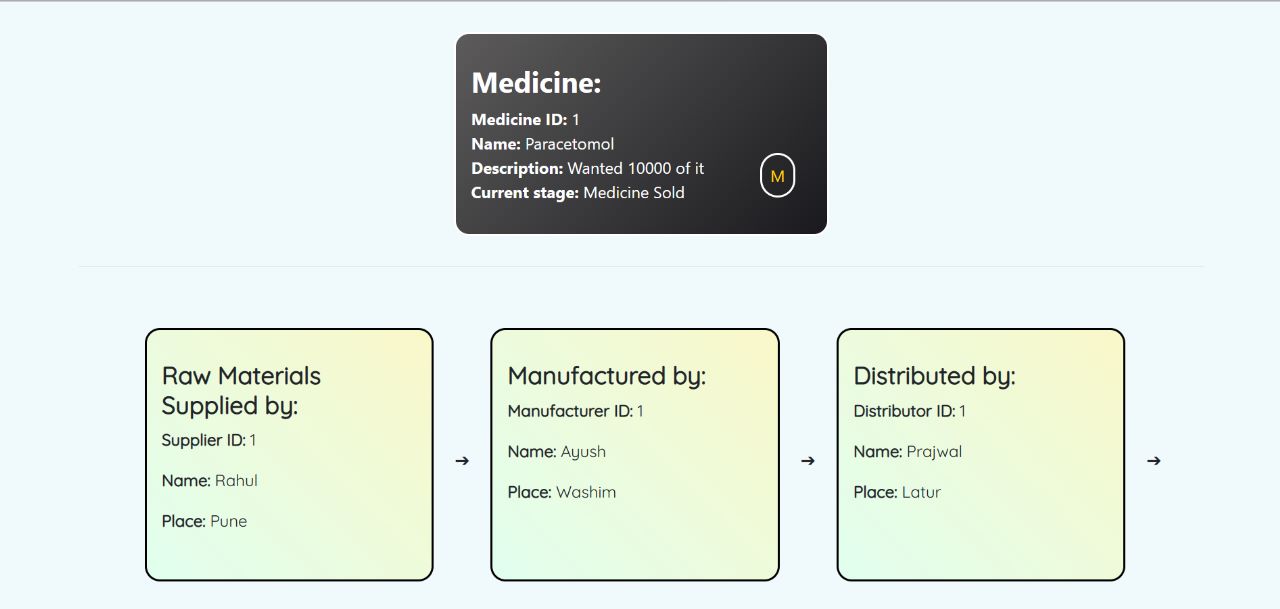 Medicine:
Medicine ID: 1
Name: Paracetomol
Description: Wanted 10000 of it
Current stage: Medicine Sold
M
Raw Materials
Supplied by:
Supplier ID: 1
Name: Rahul
Place: Pune
➔
Manufactured by:
Manufacturer ID: 1
Name: Ayush
Place: Washim
➔
Distributed by:
Distributor ID: 1
Name: Prajwal
Place: Latur
➔